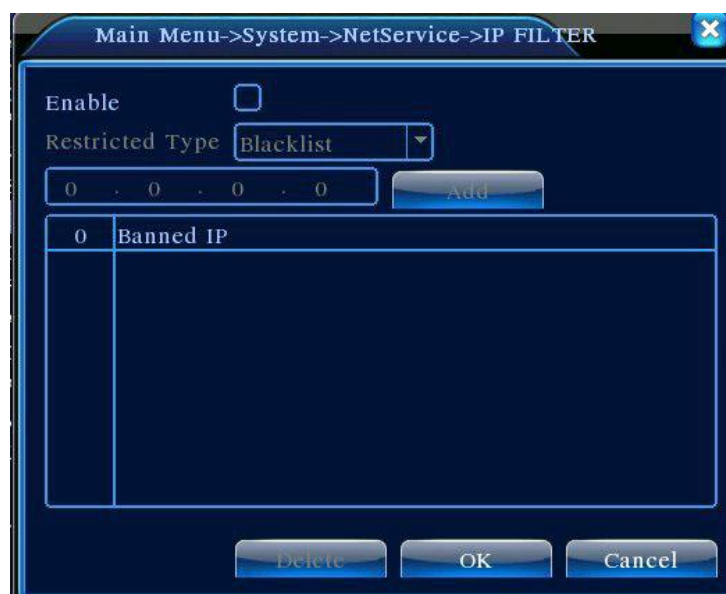 Main Menu->System->NetService->IP FILTER
Enable
Restricted Type Blacklist
0 . 0 . 0 . 0 Add
0 Banned IP
Delete OK Cancel